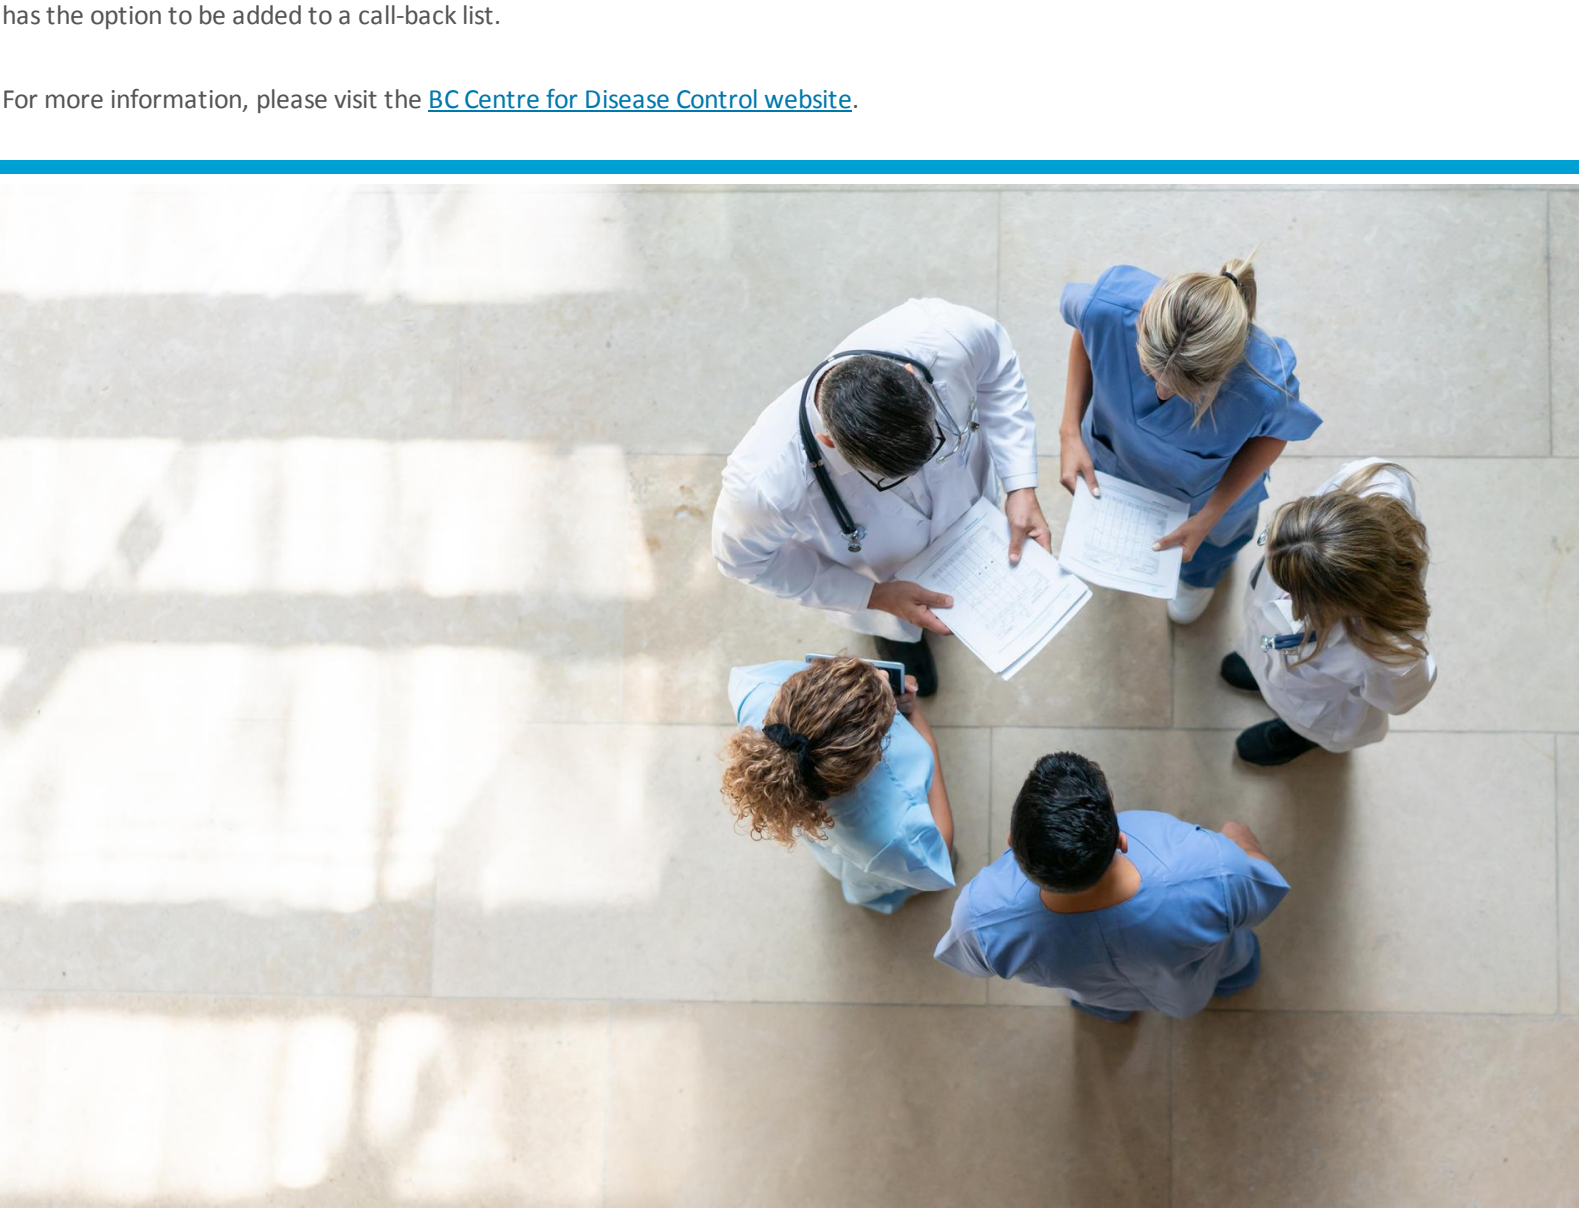 has the option to be added to a call-back list.
For more information, please visit the BC Centre for Disease Control website.